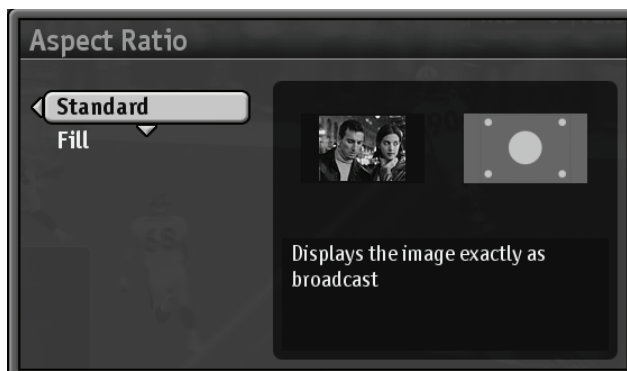 Aspect Ratio
Standard
Fill
Displays the image exactly as
broadcast